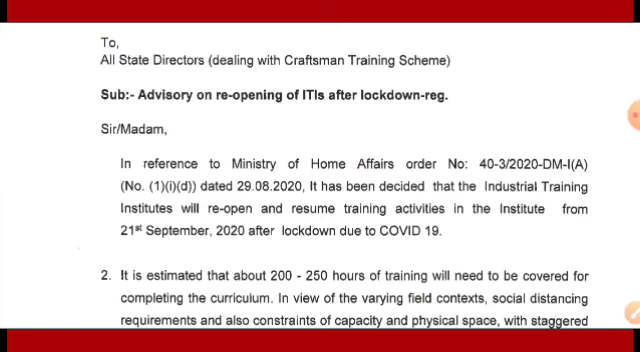 To,
All State Directors (dealing with Craftsman Training Scheme)
Sub:- Advisory on re-opening of ITIs after lockdown-reg.
Sir/Madam,
In reference to Ministry of Home Affairs order No: 40-3/2020-DM-I(A)
(No. (1)(i)(d)) dated 29.08.2020, It has been decided that the Industrial Training
Institutes will re-open and resume training activities in the Institute from
21st September, 2020 after lockdown due to COVID 19.
2. It is estimated that about 200 - 250 hours of training will need to be covered for
completing the curriculum. In view of the varying field contexts, social distancing
requirements and also constraints of capacity and physical space, with staggered